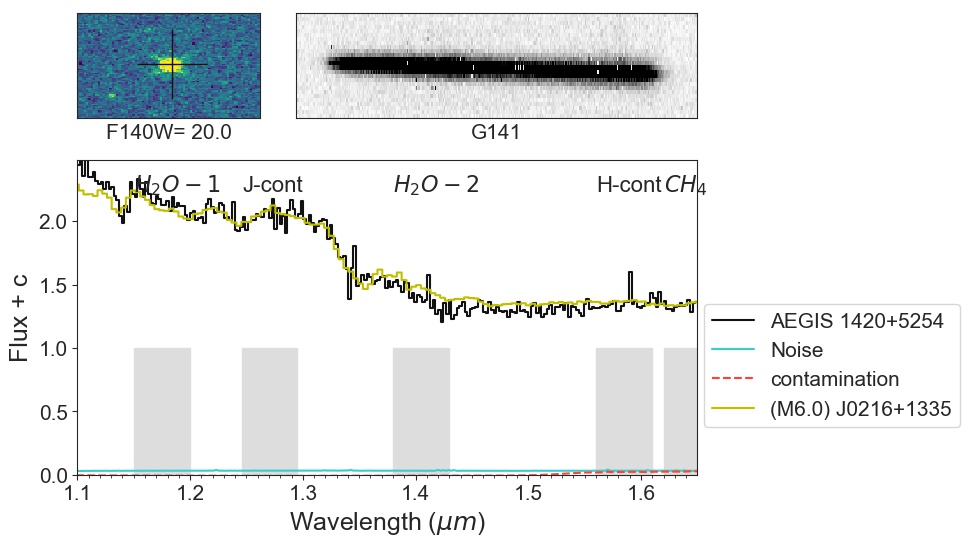 F140W= 20.0
G141
H₂O − 1
J-cont
H₂O − 2
H-cont
CH₄
2.0
1.5
1.0
0.5
0.0
1.1
1.2
1.3
1.4
1.5
1.6
Flux + c
Wavelength (μm)
AEGIS 1420+5254
Noise
contamination
(M6.0) J0216+1335